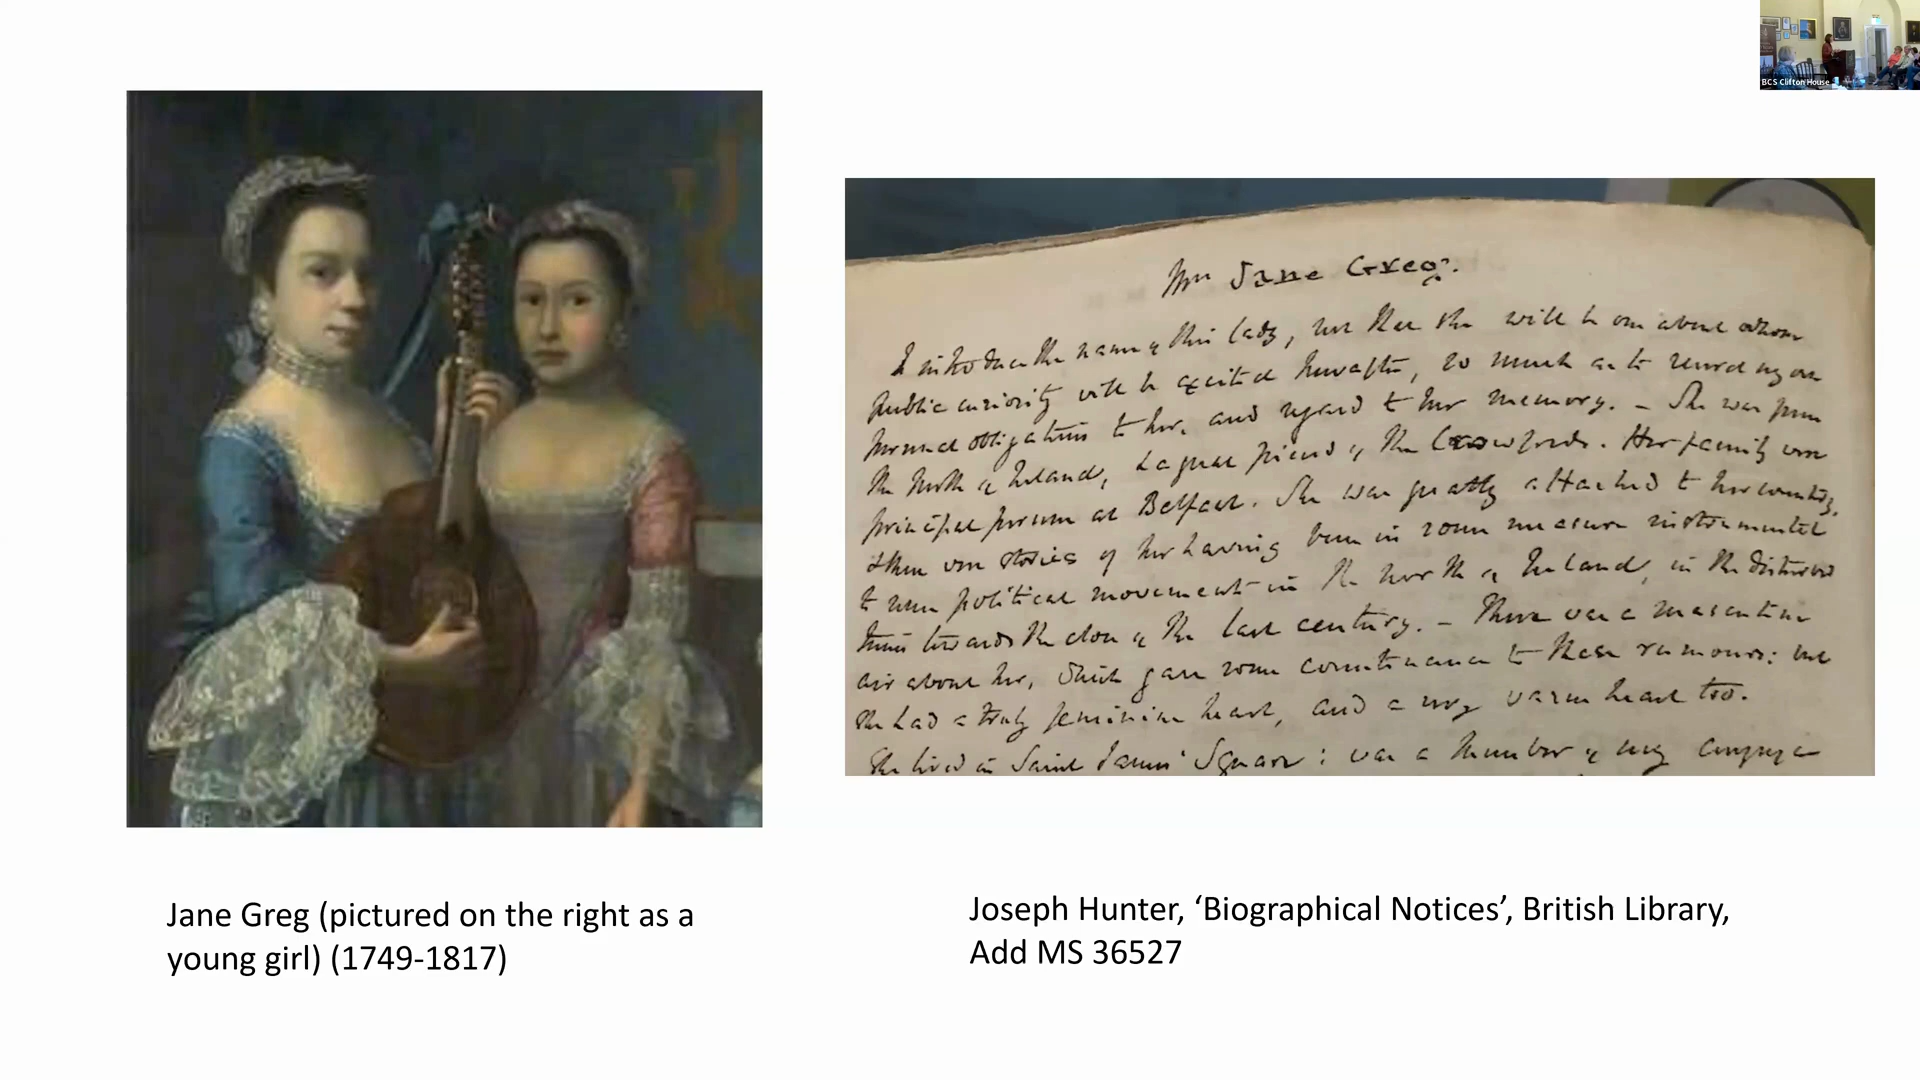 BCS Clifton House
Mrs Jane Greg.
I introduce the name of this lady, not that she will be one about whom
public curiosity will be excited hereafter, so much as to record my own
personal obligations to her, and regard to her memory. – She was from
the North of Ireland, & a great friend of the Crawfords. Her family were
principal persons at Belfast. She was greatly attached to her country,
& there were stories of her having been in some measure instrumental
to some political movements in the north of Ireland, in the disturbed
times towards the close of the last century. – There was a masculine
air about her, which gave some countenance to these rumours: but
she had a truly feminine heart, and a very warm heart too.
She lived in Saint James' Square: was a Member of my congrega
Jane Greg (pictured on the right as a
young girl) (1749-1817)
Joseph Hunter, ‘Biographical Notices’, British Library,
Add MS 36527